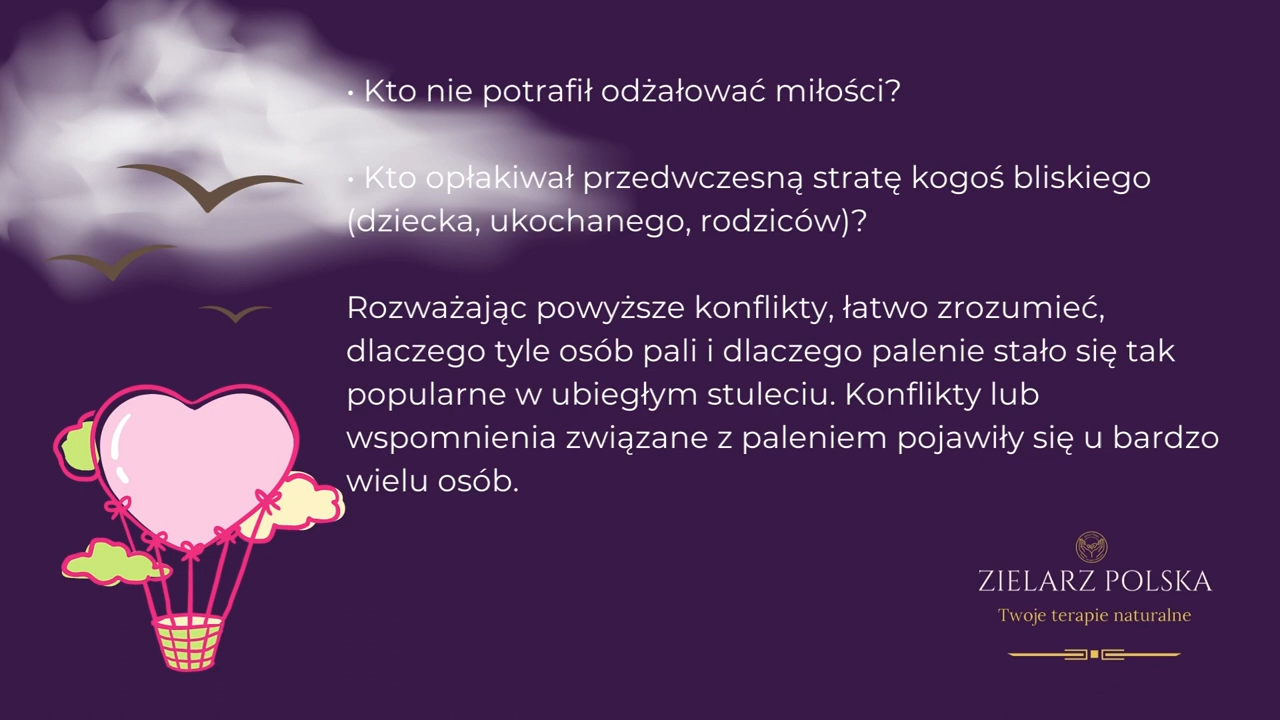 • Kto nie potrafił odżałować miłości?
• Kto opłakiwał przedwczesną stratę kogoś bliskiego
(dziecka, ukochanego, rodziców)?
Rozważając powyższe konflikty, łatwo zrozumieć,
dlaczego tyle osób pali i dlaczego palenie stało się tak
popularne w ubiegłym stuleciu. Konflikty lub
wspomnienia związane z paleniem pojawiły się u bardzo
wielu osób.
ZIELARZ POLSKA
Twoje terapie naturalne